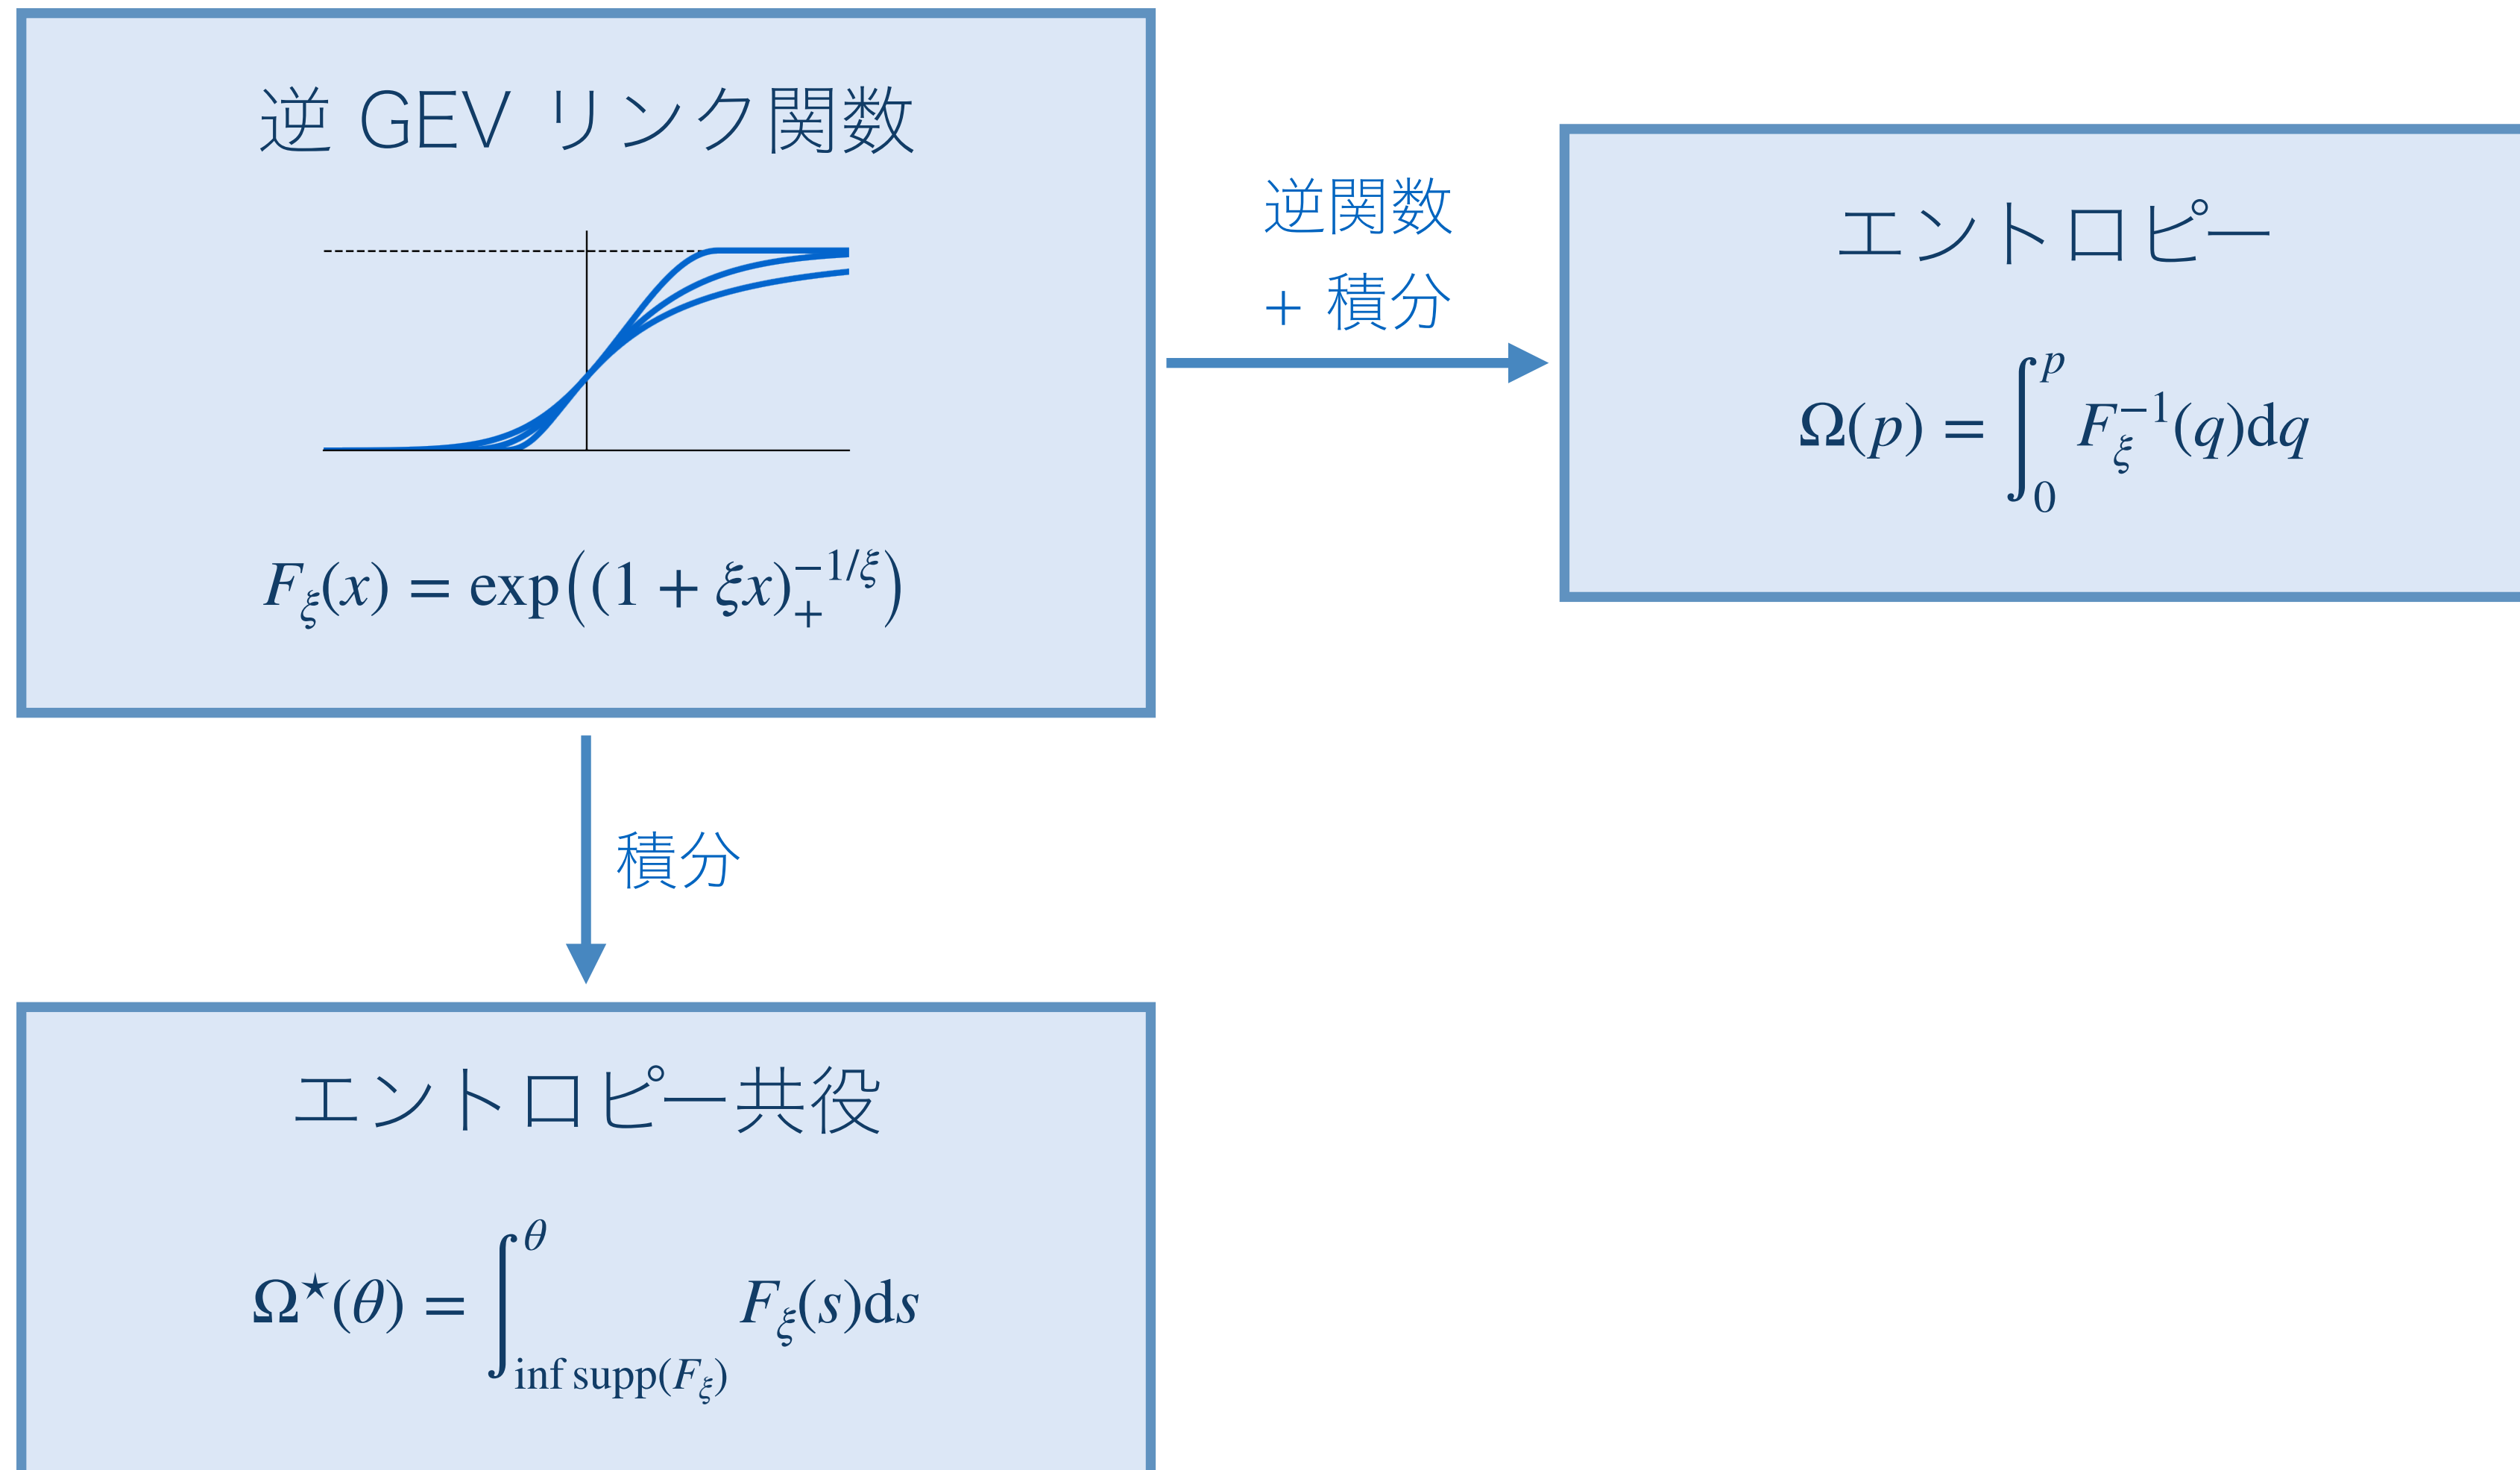 逆 GEV リンク関数
F_ξ(x) = exp((1 + ξx)_+^{−1/ξ})
逆関数
+ 積分
エントロピー
Ω(p) = ∫_0^p F_ξ^{−1}(q)dq
積分
エントロピー共役
Ω^⋆(θ) = ∫_{inf supp(F_ξ)}^θ F_ξ(s)ds